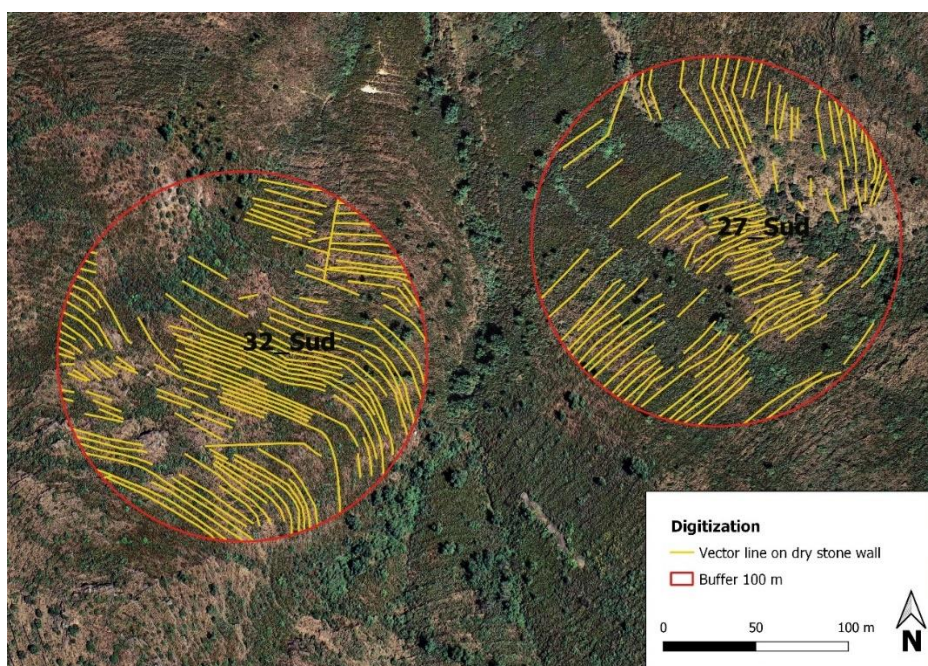 27_Sud
32_Sud
Digitization
Vector line on dry stone wall
Buffer 100 m
0 50 100 m
N